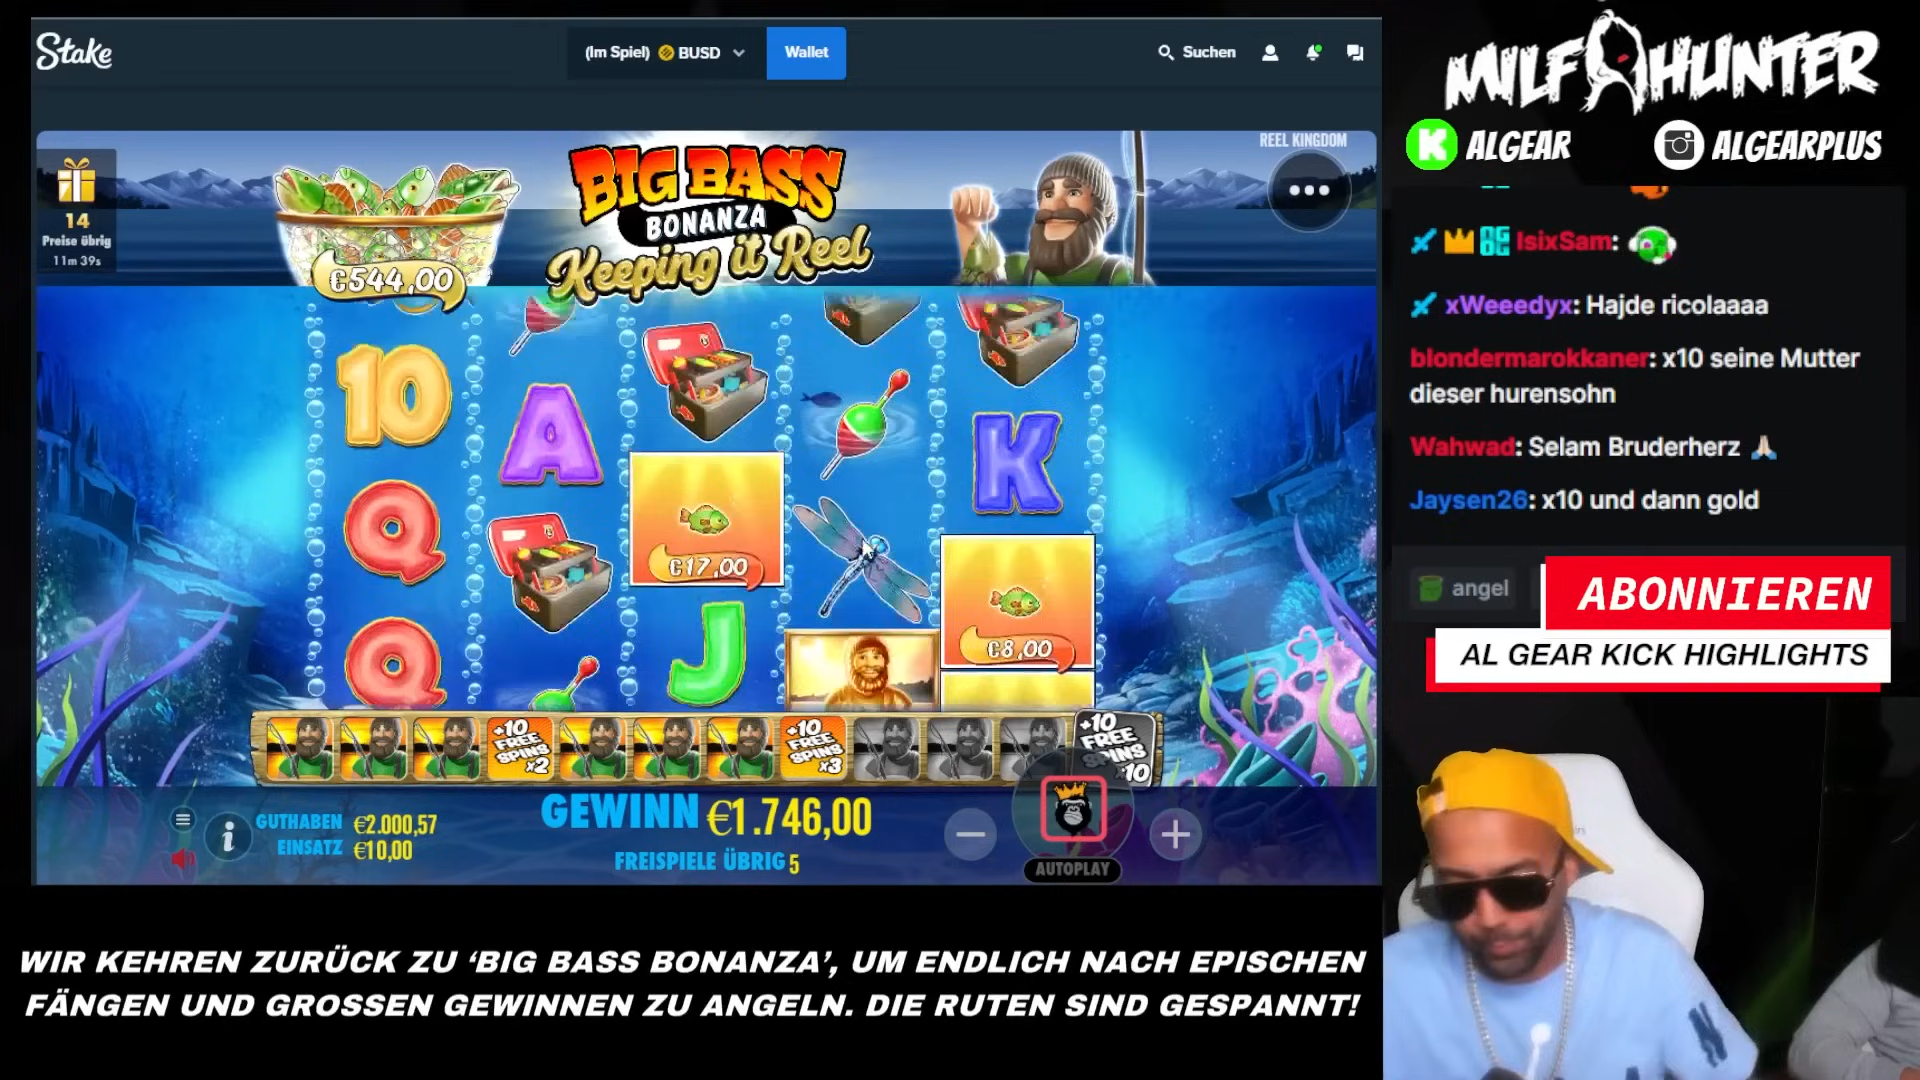 Stake
(Im Spiel) BUSD
Wallet
Suchen
MILF HUNTER
ALGEAR
ALGEARPLUS
14
Preise übrig
11m 39s
€544,00
BIG BASS
BONANZA
Keeping it Reel
REEL KINGDOM
IsixSam:
xWeeedyx: Hajde ricolaaaa
blondermarokkaner: x10 seine Mutter
dieser hurensohn
Wahwad: Selam Bruderherz
Jaysen26: x10 und dann gold
angel
ABONNIEREN
AL GEAR KICK HIGHLIGHTS
10
A
K
Q
€17,00
€8,00
Q
J
+10
FREE
SPINS
x2
+10
FREE
SPINS
x3
+10
FREE
SPINS
x10
GUTHABEN €2.000,57
EINSATZ €10,00
GEWINN €1.746,00
FREISPIELE ÜBRIG 5
AUTOPLAY
WIR KEHREN ZURÜCK ZU ‘BIG BASS BONANZA’, UM ENDLICH NACH EPISCHEN
FÄNGEN UND GROSSEN GEWINNEN ZU ANGELN. DIE RUTEN SIND GESPANNT!